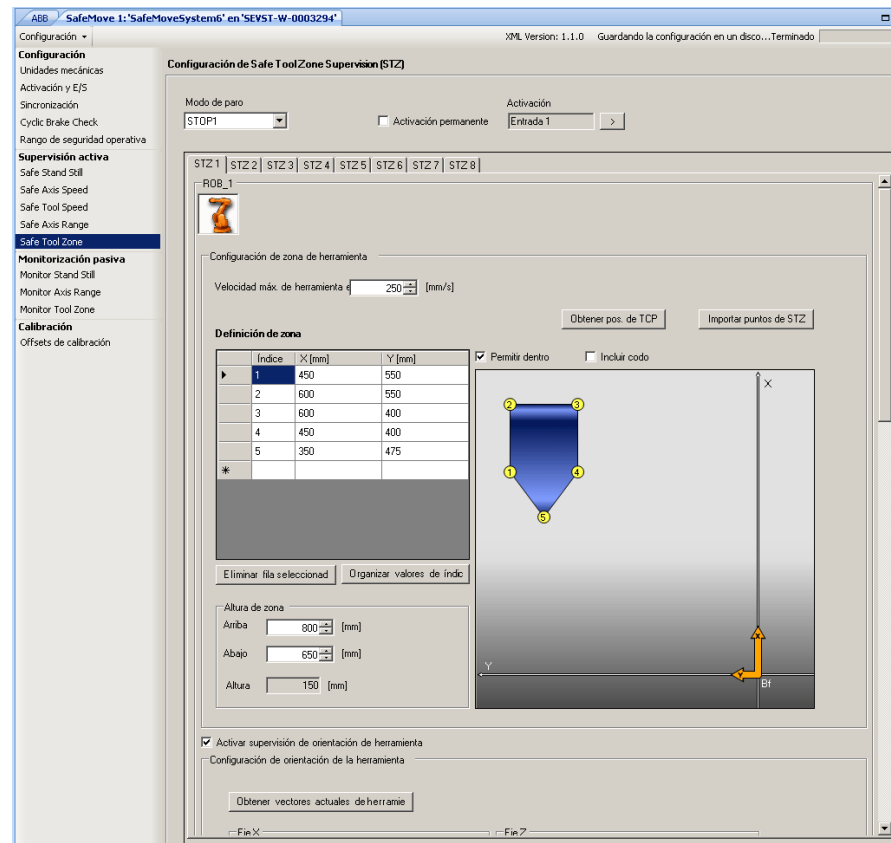 ABB SafeMove 1: 'SafeMoveSystem6' en 'SEVST-W-0003294'
Configuración XML Version: 1.1.0 Guardando la configuración en un disco...Terminado
Configuración
Unidades mecánicas
Activación y E/S
Sincronización
Cyclic Brake Check
Rango de seguridad operativa
Supervisión activa
Safe Stand Still
Safe Axis Speed
Safe Tool Speed
Safe Axis Range
Safe Tool Zone
Monitorización pasiva
Monitor Stand Still
Monitor Axis Range
Monitor Tool Zone
Calibración
Offsets de calibración
Configuración de Safe Tool Zone Supervision (STZ)
Modo de paro
STOP1
Activación permanente
Activación
Entrada 1 >
STZ 1 STZ 2 STZ 3 STZ 4 STZ 5 STZ 6 STZ 7 STZ 8
ROB_1
Configuración de zona de herramienta
Velocidad máx. de herramienta e 250 [mm/s]
Obtener pos. de TCP Importar puntos de STZ
Definición de zona
Permitir dentro Incluir codo
Índice X [mm] Y [mm]
1 450 550
2 600 550
3 600 400
4 450 400
5 350 475
*
X
2 3
1 4
5
Y
X
Y
Bf
Eliminar fila seleccionad Organizar valores de índic
Altura de zona
Arriba 800 [mm]
Abajo 650 [mm]
Altura 150 [mm]
Activar supervisión de orientación de herramienta
Configuración de orientación de la herramienta
Obtener vectores actuales de herramie
Eje X Eje Z